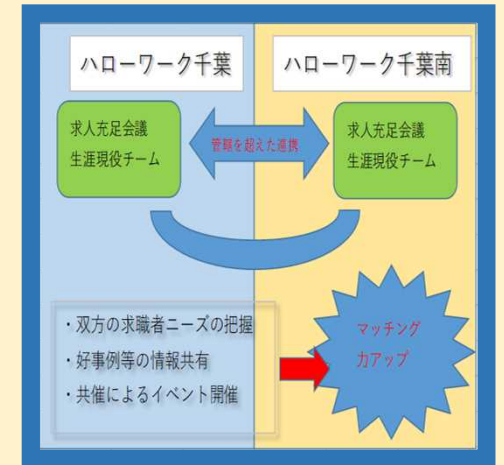 ハローワーク千葉
ハローワーク千葉南
求人充足会議
生涯現役チーム
管轄を超えた連携
求人充足会議
生涯現役チーム
・双方の求職者ニーズの把握
・好事例等の情報共有
・共催によるイベント開催
マッチング
力アップ